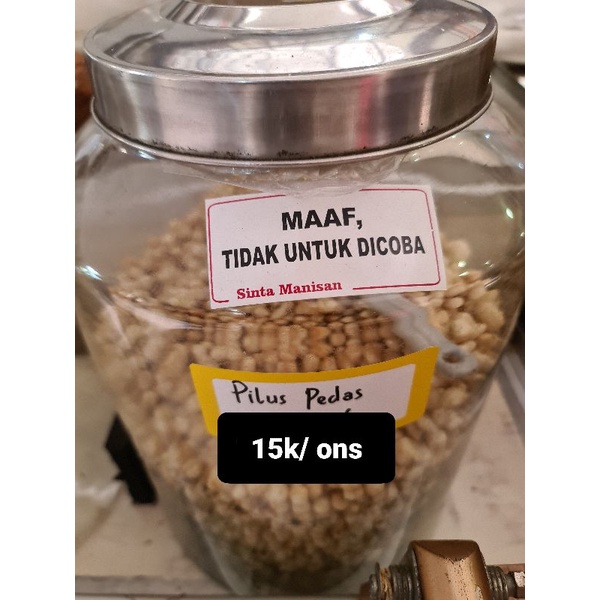 MAAF,
TIDAK UNTUK DICOBA
Sinta Manisan
Pilus Pedas
15k/ ons